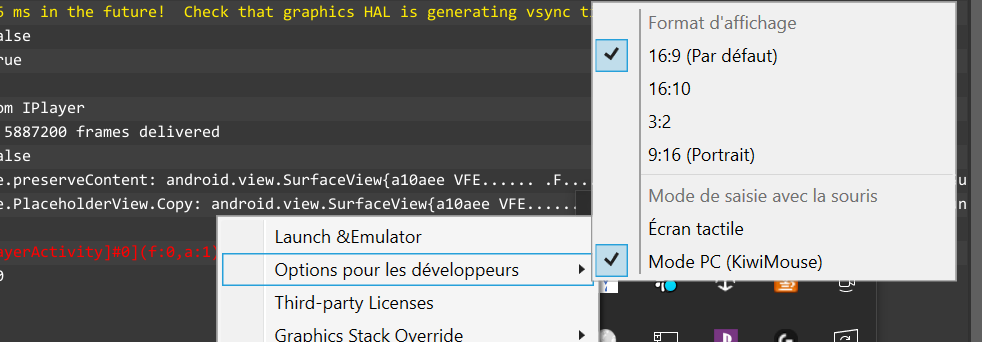 5 ms in the future! Check that graphics HAL is generating vsync t
alse
rue
om IPlayer
5887200 frames delivered
alse
e.preserveContent: android.view.SurfaceView{a10aee VFE...... .F....
e.PlaceholderView.Copy: android.view.SurfaceView{a10aee VFE......
ayerActivity]#0](f:0,a:1)
0
Launch &Emulator
Options pour les développeurs
Third-party Licenses
Graphics Stack Override
Format d'affichage
16:9 (Par défaut)
16:10
3:2
9:16 (Portrait)
Mode de saisie avec la souris
Écran tactile
Mode PC (KiwiMouse)